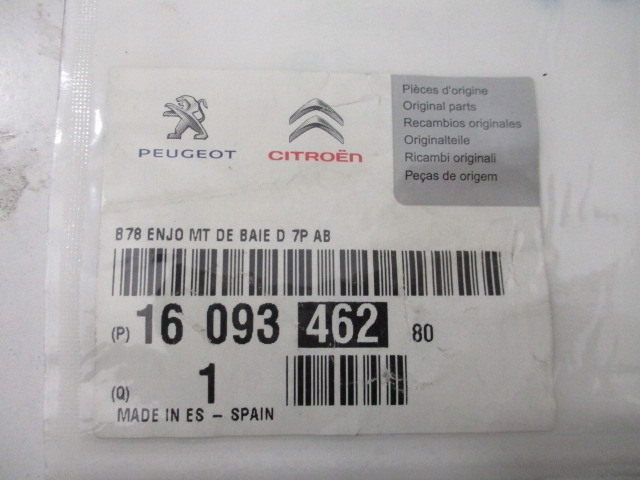 PEUGEOT
CITROËN
Pièces d'origine
Original parts
Recambios originales
Originalteile
Ricambi originali
Peças de origem
B78 ENJO MT DE BAIE D 7P AB
(P) 16 093 462 80
(Q) 1
MADE IN ES - SPAIN